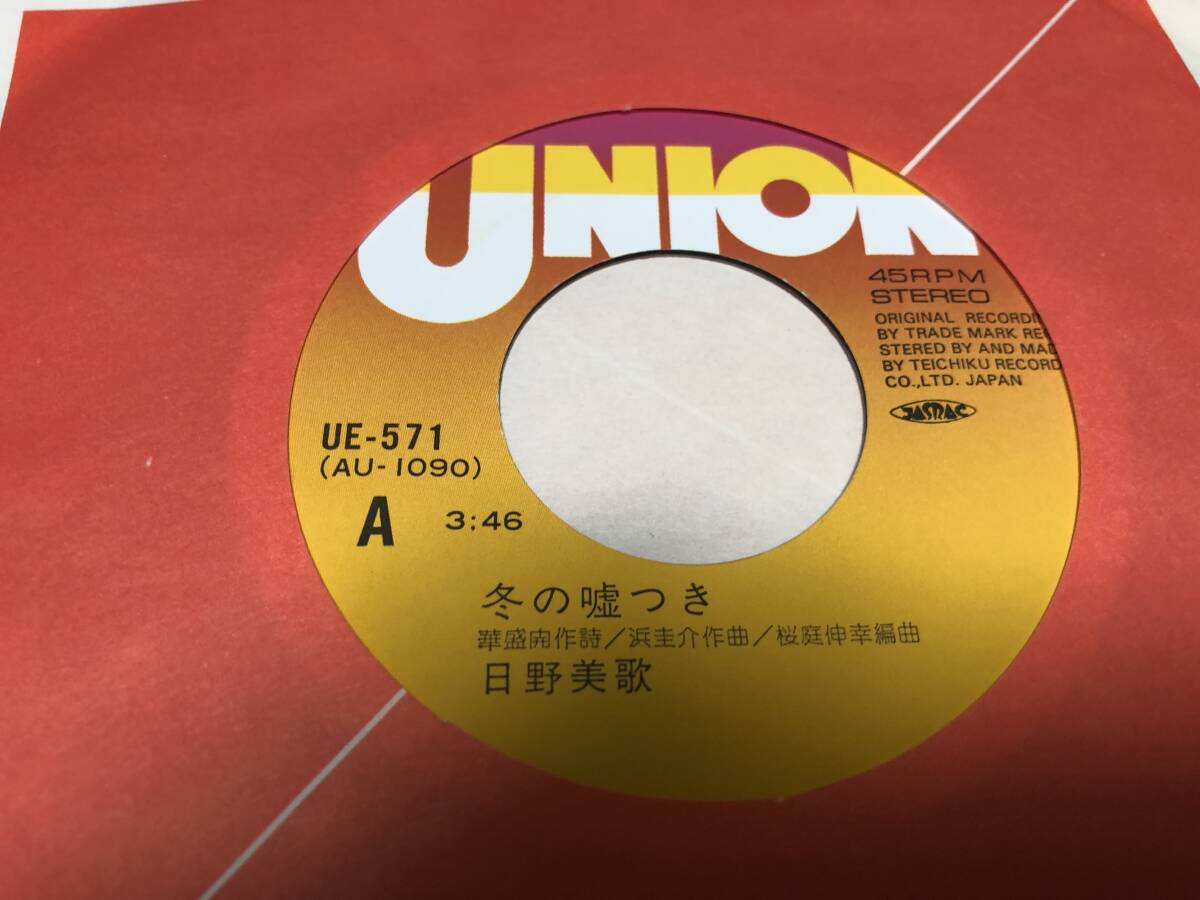 UNION
45RPM
STEREO
ORIGINAL RECORDI
BY TRADE MARK RE
STERED BY AND MAD
BY TEICHIKU RECORD
CO.,LTD. JAPAN
JASRAC
UE-571
(AU-1090)
A 3:46
冬の嘘つき
華盛開作詩/浜圭介作曲/桜庭伸幸編曲
日野美歌